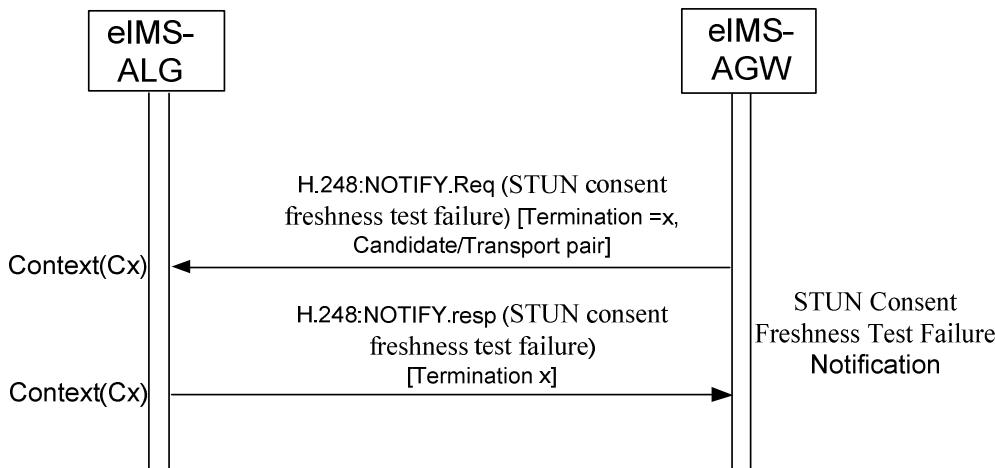 eIMS-
ALG
eIMS-
AGW
H.248:NOTIFY.Req (STUN consent
freshness test failure) [Termination =x,
Candidate/Transport pair]
Context(Cx)
H.248:NOTIFY.resp (STUN consent
freshness test failure)
[Termination x]
Context(Cx)
STUN Consent
Freshness Test Failure
Notification